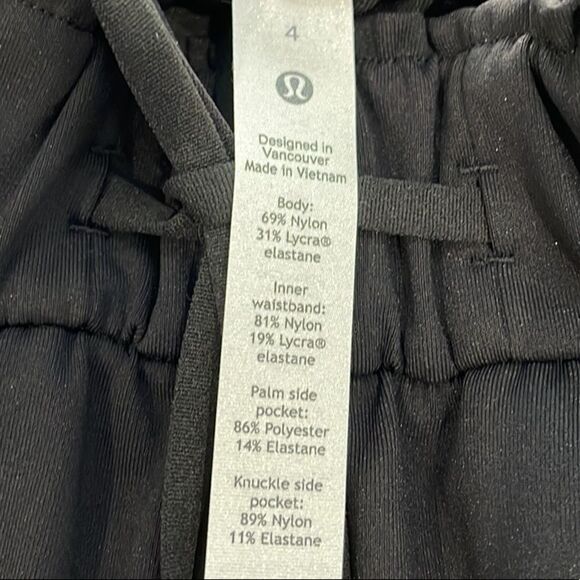 4
Designed in
Vancouver
Made in Vietnam
Body:
69% Nylon
31% Lycra®
elastane
Inner
waistband:
81% Nylon
19% Lycra®
elastane
Palm side
pocket:
86% Polyester
14% Elastane
Knuckle side
pocket:
89% Nylon
11% Elastane